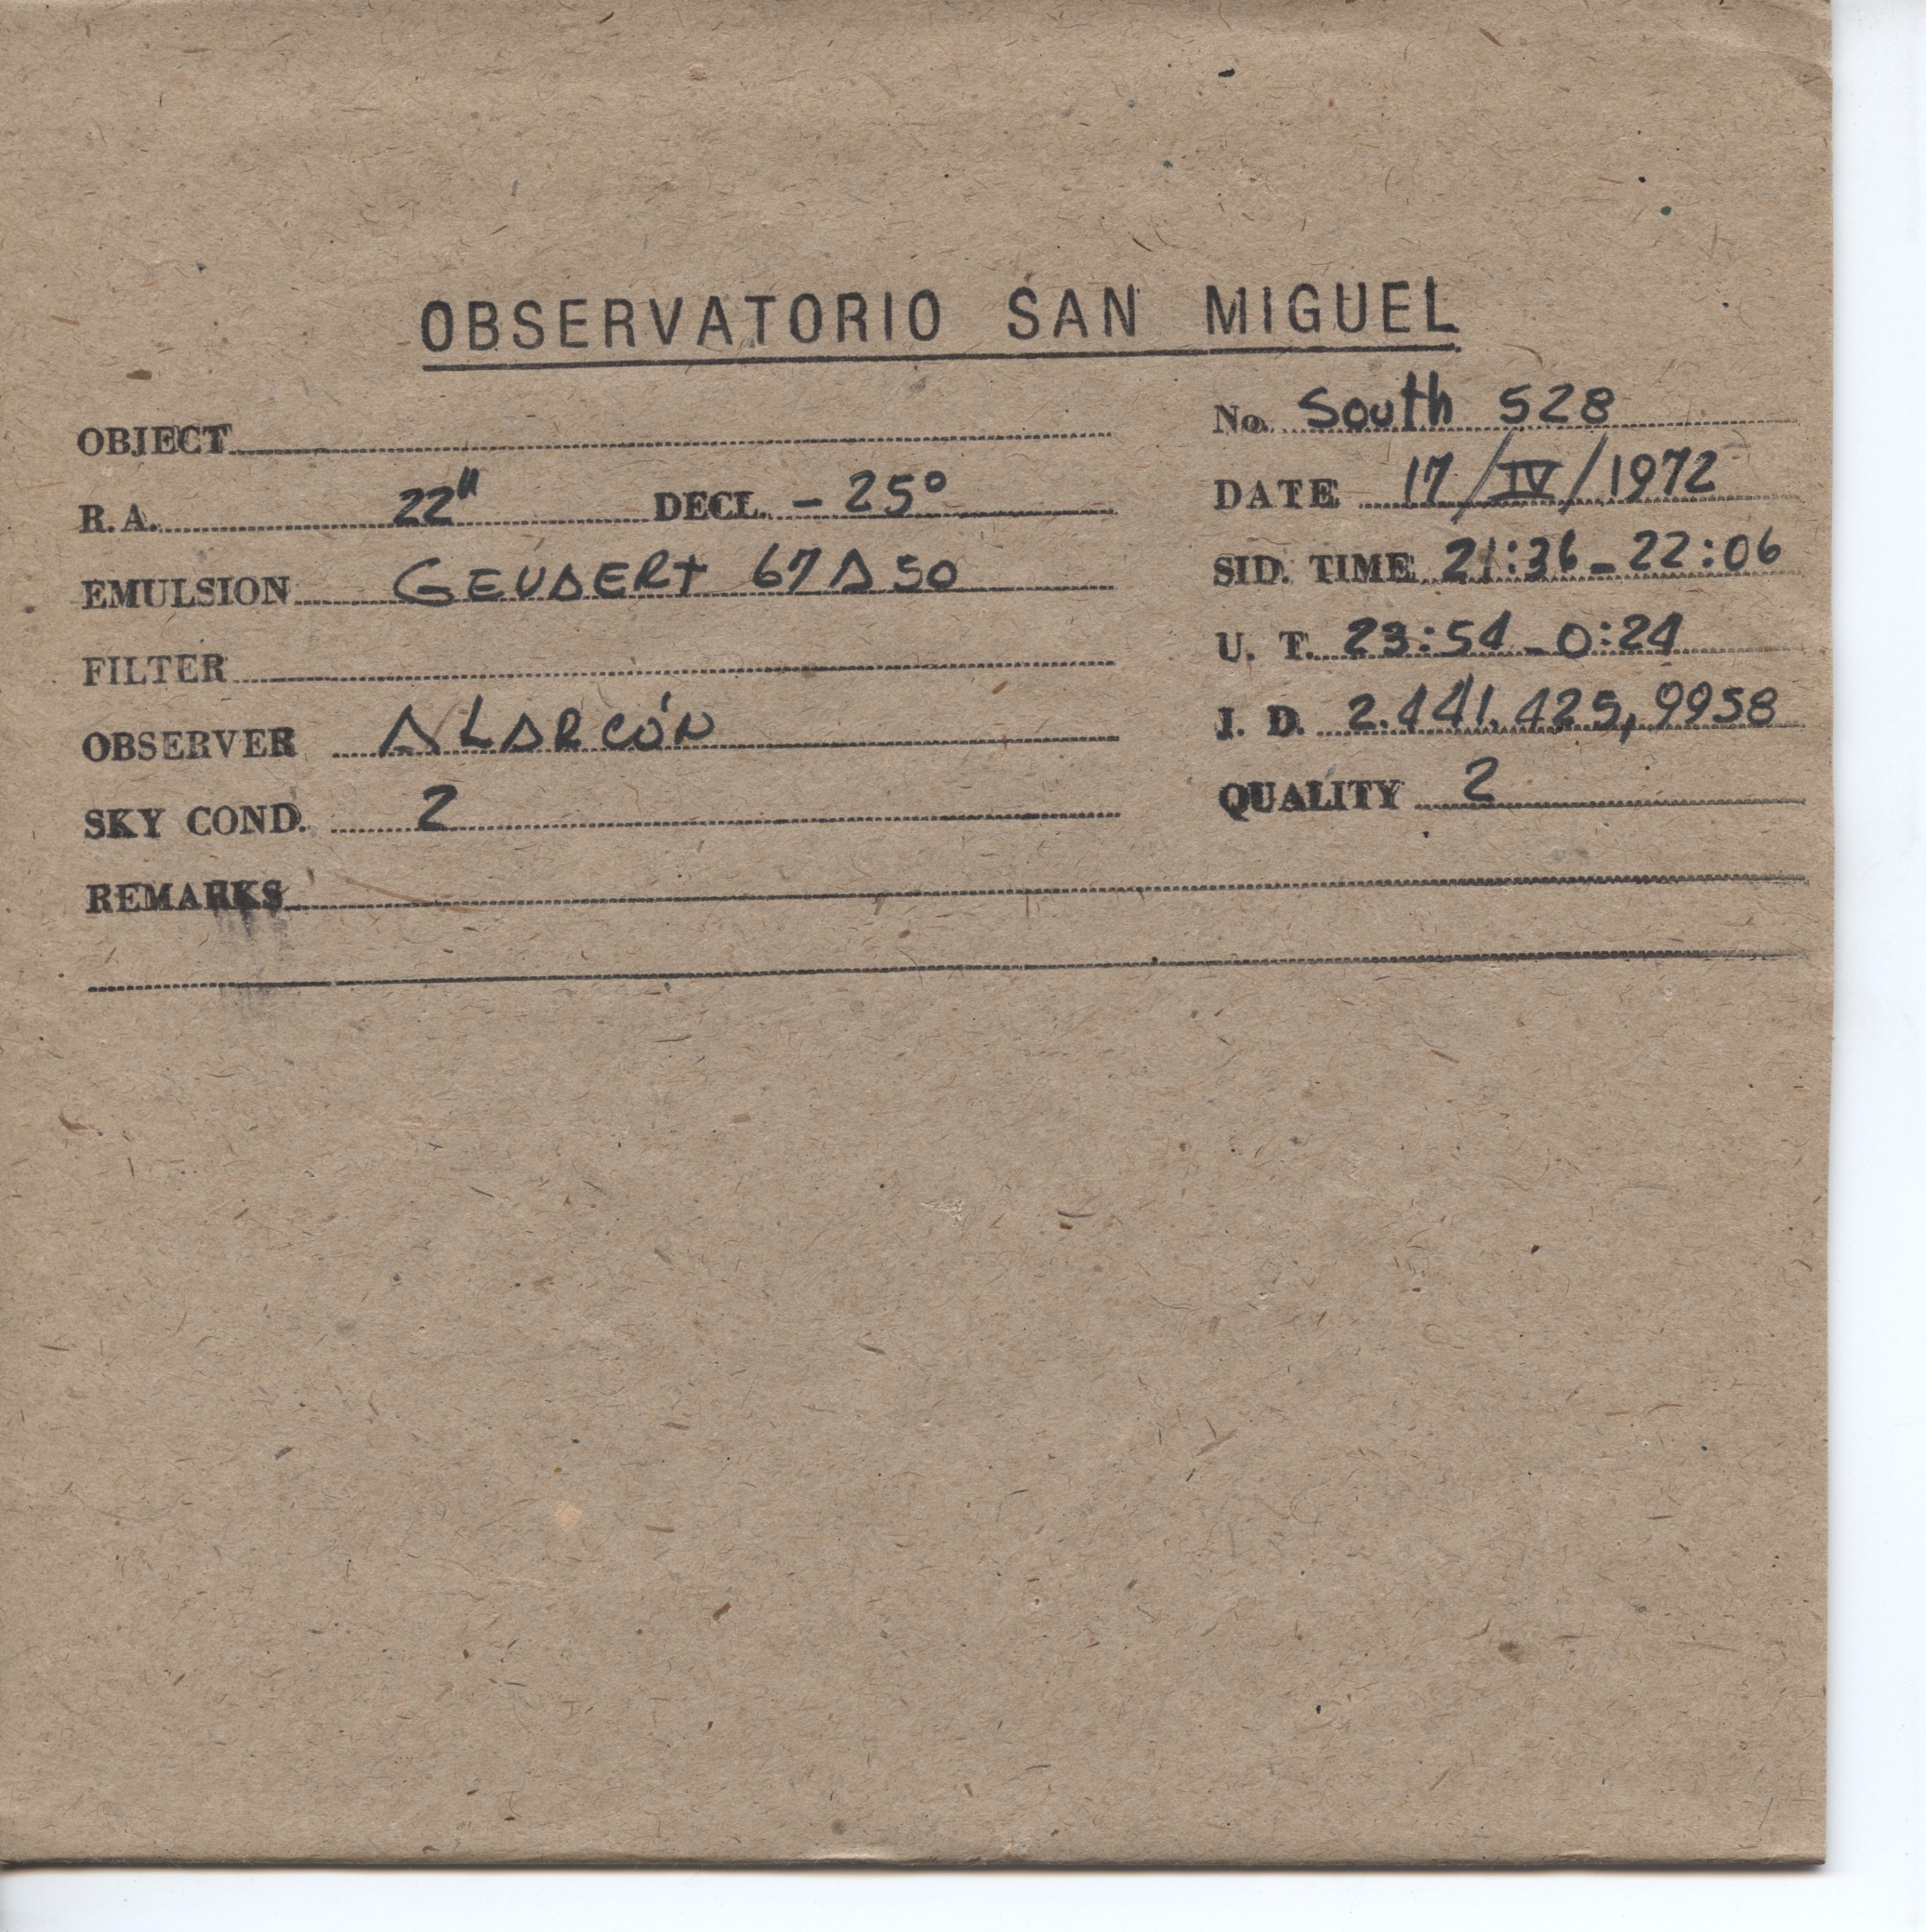 OBSERVATORIO SAN MIGUEL
OBJECT
No. South 528
R.A. 22h DECL. - 25°
DATE 17/IV/1972
EMULSION GEVAERT 67A50
SID. TIME 21:36 - 22:06
FILTER
U. T. 23:54 - 0:24
OBSERVER ALARCÓN
J. D. 2.441.425,9958
SKY COND. 2
QUALITY 2
REMARKS